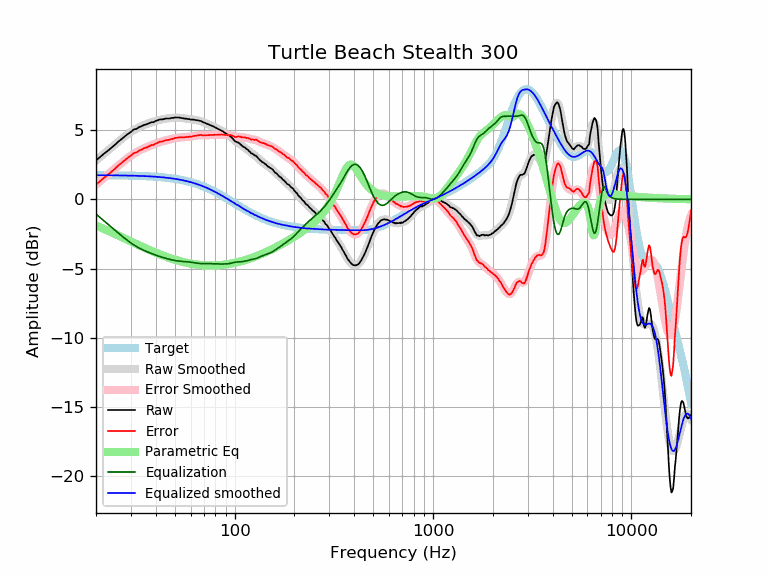 Turtle Beach Stealth 300
Amplitude (dBr)
5
0
−5
−10
−15
−20
Target
Raw Smoothed
Error Smoothed
Raw
Error
Parametric Eq
Equalization
Equalized smoothed
100
1000
10000
Frequency (Hz)